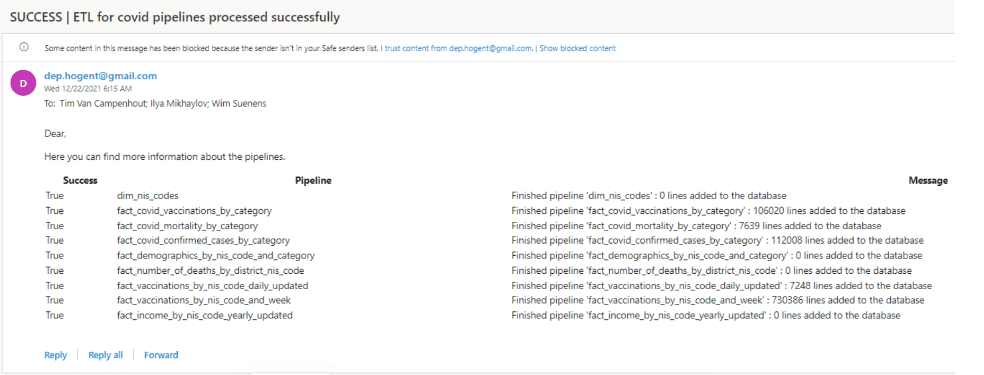 SUCCESS | ETL for covid pipelines processed successfully
Some content in this message has been blocked because the sender isn't in your Safe senders list. I trust content from dep.hogent@gmail.com. | Show blocked content
D
dep.hogent@gmail.com
Wed 12/22/2021 6:15 AM
To: Tim Van Campenhout; Ilya Mikhaylov; Wim Suenens
Dear,
Here you can find more information about the pipelines.
Success Pipeline Message
True dim_nis_codes Finished pipeline 'dim_nis_codes' : 0 lines added to the database
True fact_covid_vaccinations_by_category Finished pipeline 'fact_covid_vaccinations_by_category' : 106020 lines added to the database
True fact_covid_mortality_by_category Finished pipeline 'fact_covid_mortality_by_category' : 7639 lines added to the database
True fact_covid_confirmed_cases_by_category Finished pipeline 'fact_covid_confirmed_cases_by_category' : 112008 lines added to the database
True fact_demographics_by_nis_code_and_category Finished pipeline 'fact_demographics_by_nis_code_and_category' : 0 lines added to the database
True fact_number_of_deaths_by_district_nis_code Finished pipeline 'fact_number_of_deaths_by_district_nis_code' : 0 lines added to the database
True fact_vaccinations_by_nis_code_daily_updated Finished pipeline 'fact_vaccinations_by_nis_code_daily_updated' : 7248 lines added to the database
True fact_vaccinations_by_nis_code_and_week Finished pipeline 'fact_vaccinations_by_nis_code_and_week' : 730386 lines added to the database
True fact_income_by_nis_code_yearly_updated Finished pipeline 'fact_income_by_nis_code_yearly_updated' : 0 lines added to the database
Reply | Reply all | Forward